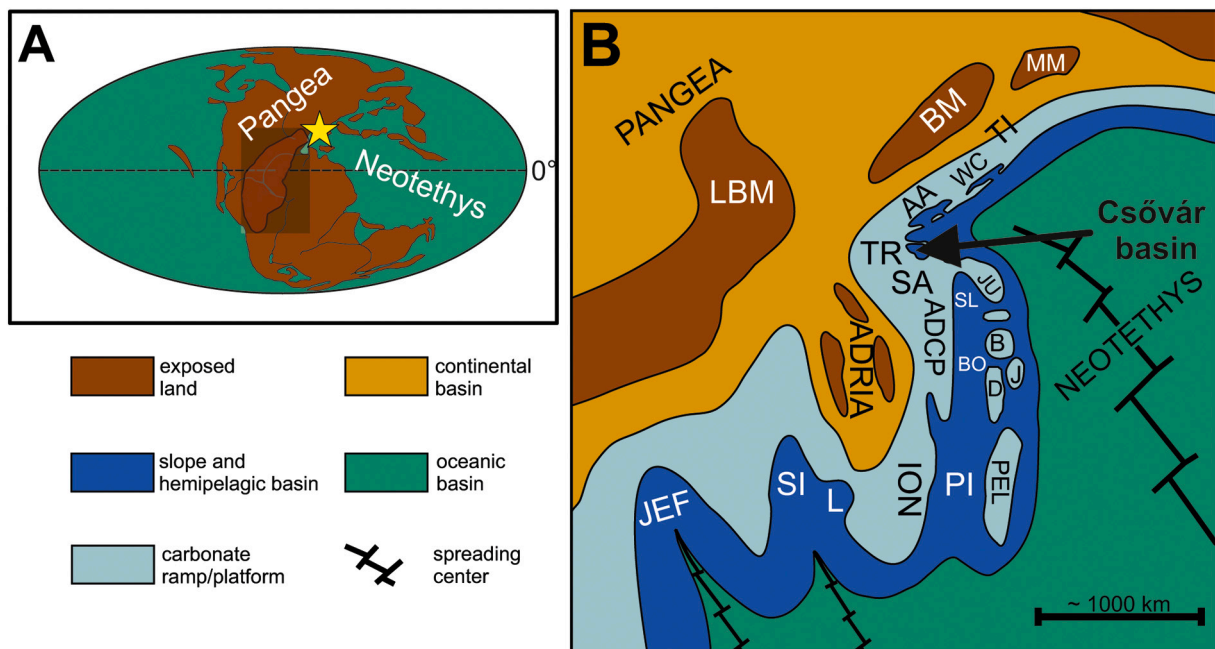 A
Pangea
Neotethys
0°
exposed
land
continental
basin
slope and
hemipelagic basin
oceanic
basin
carbonate
ramp/platform
spreading
center
B
PANGEA
MM
BM
TI
WC
LBM
AA
Csővár
basin
TR
SA
JU
SL
ADCP
B
BO
J
D
ADRIA
NEOTETHYS
ION
PI
PEL
SI
L
JEF
~ 1000 km